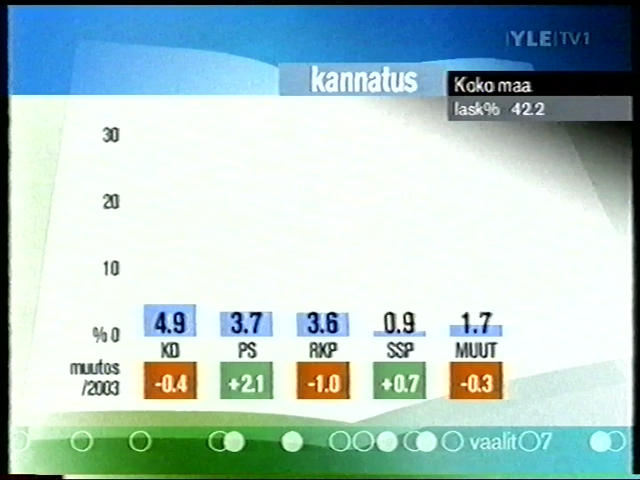 YLE TV1
kannatus
Koko maa
lask% 42.2
30
20
10
% 0
4.9 3.7 3.6 0.9 1.7
KD PS RKP SSP MUUT
muutos
/2003
-0.4 +2.1 -1.0 +0.7 -0.3
vaalit07